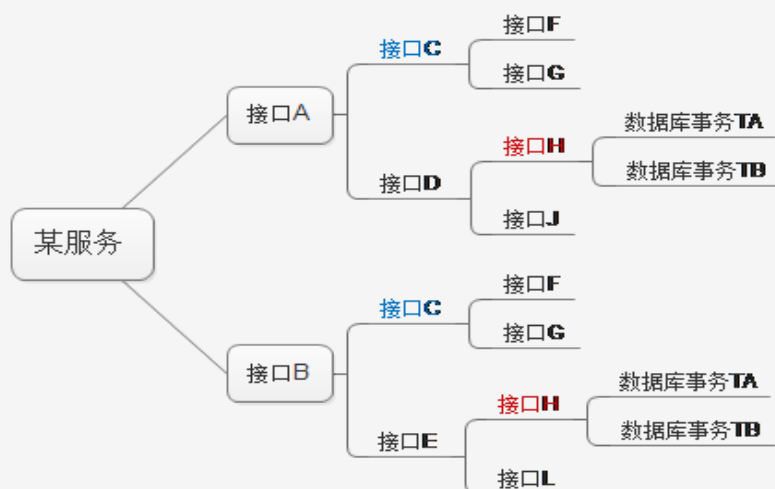 某服务
接口A
接口C
接口F
接口G
接口D
接口H
数据库事务TA
数据库事务TB
接口J
接口B
接口C
接口F
接口G
接口E
接口H
数据库事务TA
数据库事务TB
接口L